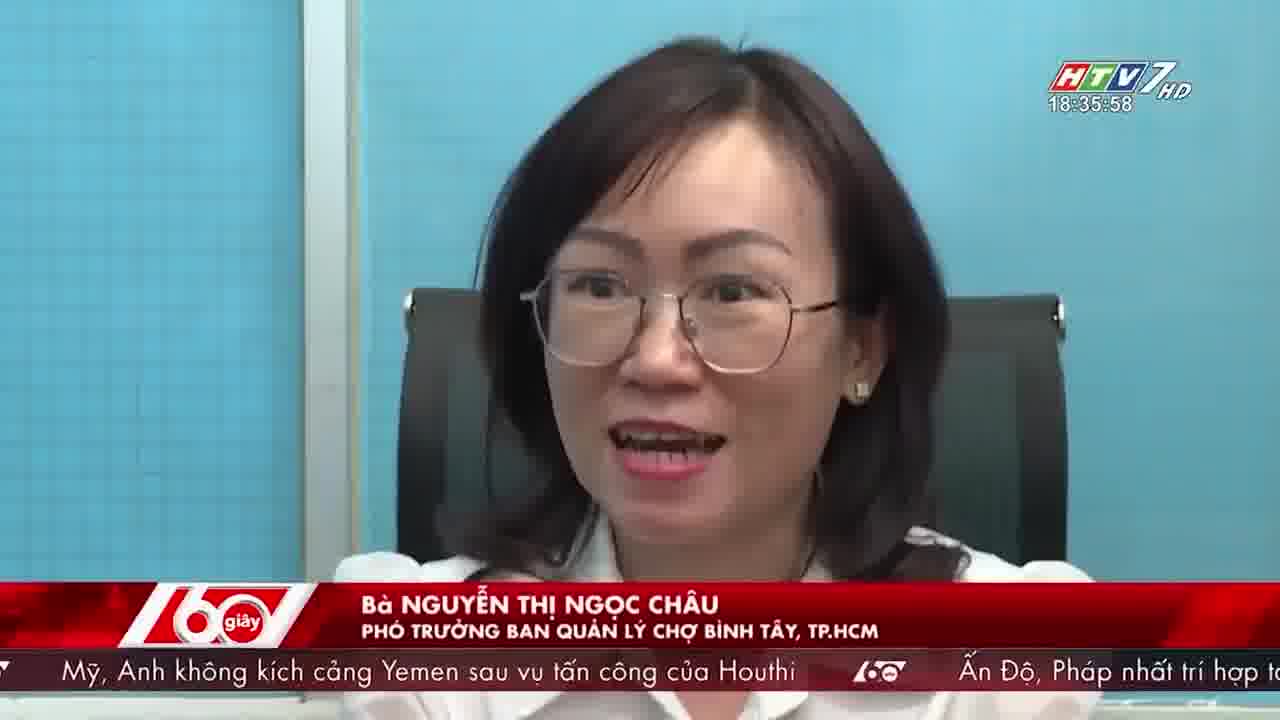 HTV7 HD
18:35:58
60 giây
Bà NGUYỄN THỊ NGỌC CHÂU
PHÓ TRƯỞNG BAN QUẢN LÝ CHỢ BÌNH TÂY, TP.HCM
Mỹ, Anh không kích cảng Yemen sau vụ tấn công của Houthi 60 giây Ấn Độ, Pháp nhất trí hợp